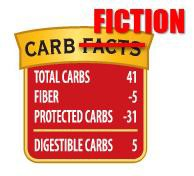 FICTION
CARB FACTS
TOTAL CARBS 41
FIBER -5
PROTECTED CARBS -31
DIGESTIBLE CARBS 5